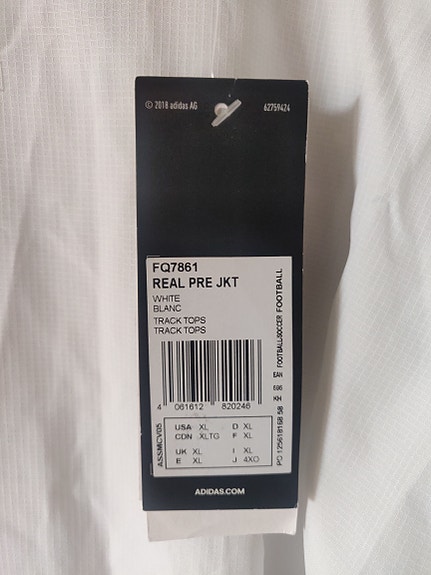 © 2018 adidas AG
62759424
FQ7861
REAL PRE JKT
WHITE
BLANC
TRACK TOPS
TRACK TOPS
FOOTBALL/SOCCER FOOTBALL
EAN
KH
4 061612 820246
ASSMCV05
USA XL D XL
CDN XLTG F XL
UK XL I XL
E XL J 4XO
ADIDAS.COM